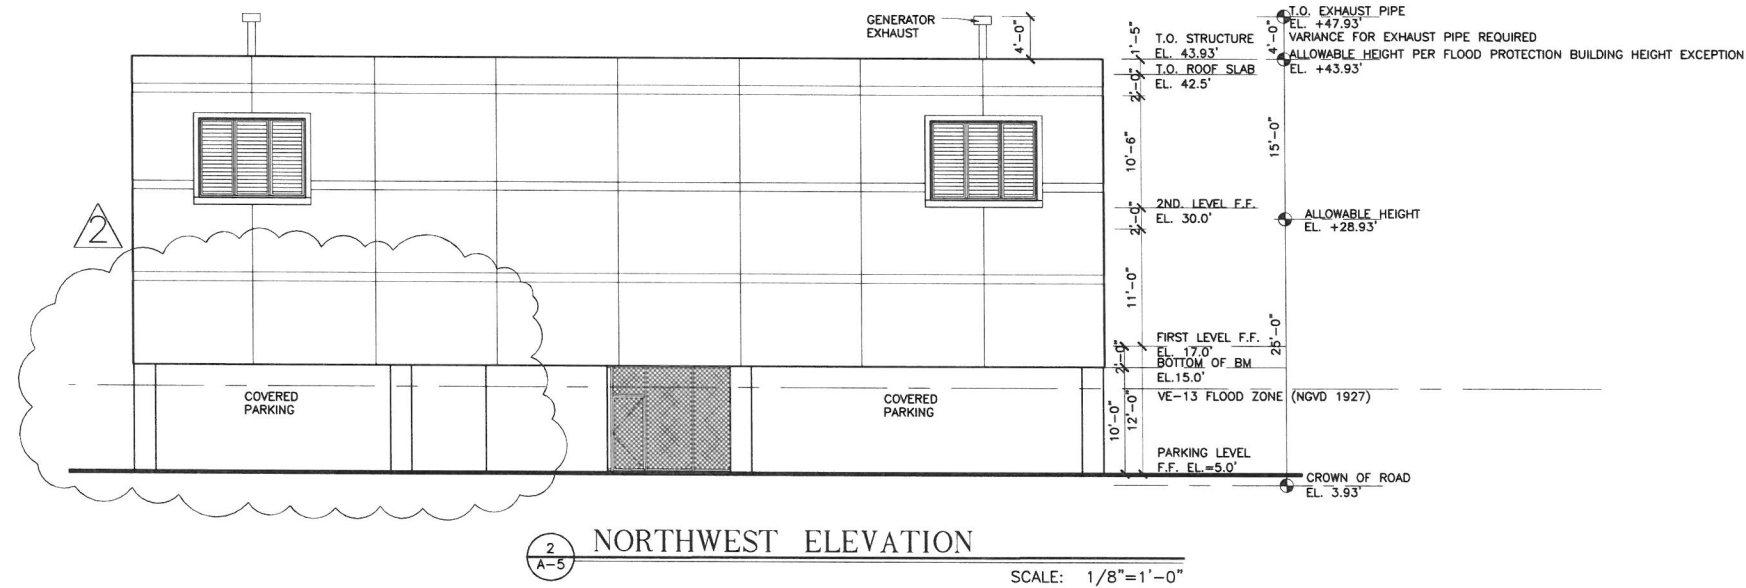 GENERATOR
EXHAUST
4'-0"
1'-5"
T.O. STRUCTURE
EL. 43.93'
T.O. ROOF SLAB
EL. 42.5'
2'-0"
10'-6"
2ND. LEVEL F.F.
EL. 30.0'
2'-0"
11'-0"
FIRST LEVEL F.F.
EL. 17.0'
2'-0"
BOTTOM OF BM
EL.15.0'
VE-13 FLOOD ZONE (NGVD 1927)
10'-0"
12'-0"
PARKING LEVEL
F.F. EL.=5.0'
T.O. EXHAUST PIPE
EL. +47.93'
VARIANCE FOR EXHAUST PIPE REQUIRED
4'-0"
ALLOWABLE HEIGHT PER FLOOD PROTECTION BUILDING HEIGHT EXCEPTION
EL. +43.93'
15'-0"
ALLOWABLE HEIGHT
EL. +28.93'
25'-0"
CROWN OF ROAD
EL. 3.93'
2
COVERED
PARKING
COVERED
PARKING
2
A-5
NORTHWEST ELEVATION
SCALE: 1/8"=1'-0"